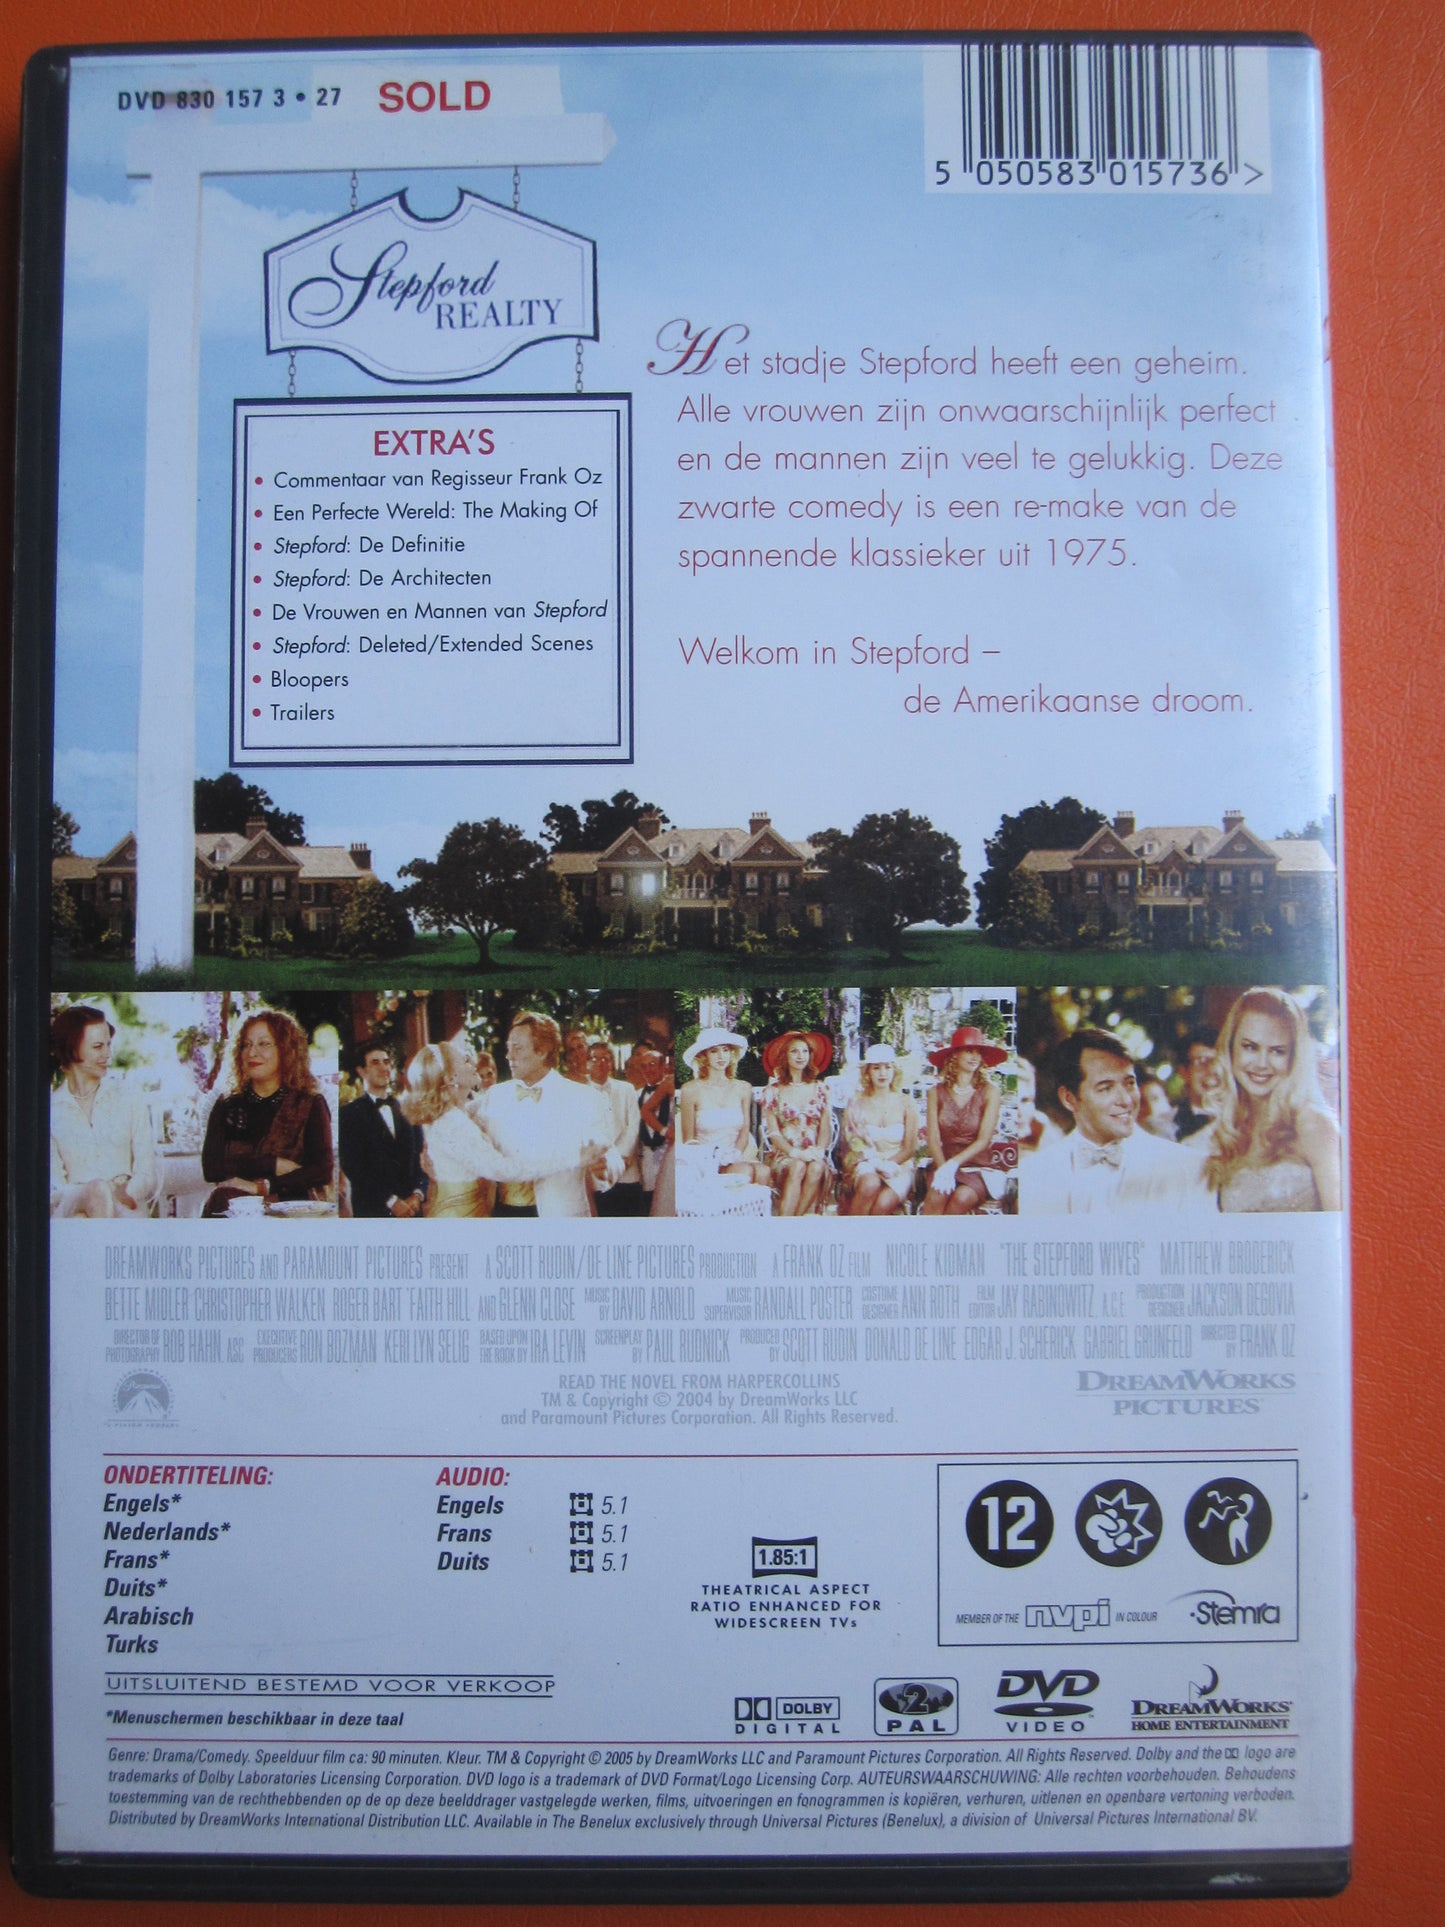 DVD 830 157 3 • 27
SOLD
5 050583 015736 >
Stepford
REALTY
EXTRA'S
• Commentaar van Regisseur Frank Oz
• Een Perfecte Wereld: The Making Of
• Stepford: De Definitie
• Stepford: De Architecten
• De Vrouwen en Mannen van Stepford
• Stepford: Deleted/Extended Scenes
• Bloopers
• Trailers
Het stadje Stepford heeft een geheim.
Alle vrouwen zijn onwaarschijnlijk perfect
en de mannen zijn veel te gelukkig. Deze
zwarte comedy is een re-make van de
spannende klassieker uit 1975.
Welkom in Stepford –
de Amerikaanse droom.
DREAMWORKS PICTURES AND PARAMOUNT PICTURES PRESENT A SCOTT RUDIN/DE LINE PICTURES PRODUCTION A FRANK OZ FILM NICOLE KIDMAN "THE STEPFORD WIVES" MATTHEW BRODERICK
BETTE MIDLER CHRISTOPHER WALKEN ROGER BART FAITH HILL AND GLENN CLOSE MUSIC BY DAVID ARNOLD MUSIC SUPERVISOR RANDALL POSTER COSTUME DESIGNER ANN ROTH FILM EDITOR JAY RABINOWITZ, A.C.E. PRODUCTION DESIGNER JACKSON DEGOVIA
DIRECTOR OF PHOTOGRAPHY ROB HAHN, ASC EXECUTIVE PRODUCERS RON BOZMAN KERI LYN SELIG BASED UPON THE BOOK BY IRA LEVIN SCREENPLAY BY PAUL RUDNICK PRODUCED BY SCOTT RUDIN DONALD DE LINE EDGAR J. SCHERICK GABRIEL GRUNFELD DIRECTED BY FRANK OZ
READ THE NOVEL FROM HARPERCOLLINS
TM & Copyright © 2004 by DreamWorks LLC
and Paramount Pictures Corporation. All Rights Reserved.
Paramount
DREAMWORKS
PICTURES
ONDERTITELING:
Engels*
Nederlands*
Frans*
Duits*
Arabisch
Turks
AUDIO:
Engels 5.1
Frans 5.1
Duits 5.1
1.85:1
THEATRICAL ASPECT
RATIO ENHANCED FOR
WIDESCREEN TVs
12
MEMBER OF THE nvpi IN COLOUR
·Stemra
UITSLUITEND BESTEMD VOOR VERKOOP
*Menuschermen beschikbaar in deze taal
DOLBY
DIGITAL
2
PAL
DVD
VIDEO
DREAMWORKS
HOME ENTERTAINMENT
Genre: Drama/Comedy. Speelduur film ca: 90 minuten. Kleur. TM & Copyright © 2005 by DreamWorks LLC and Paramount Pictures Corporation. All Rights Reserved. Dolby and the logo are
trademarks of Dolby Laboratories Licensing Corporation. DVD logo is a trademark of DVD Format/Logo Licensing Corp. AUTEURSWAARSCHUWING: Alle rechten voorbehouden. Behoudens
toestemming van de rechthebbenden op de op deze beelddrager vastgelegde werken, films, uitvoeringen en fonogrammen is kopiëren, verhuren, uitlenen en openbare vertoning verboden.
Distributed by DreamWorks International Distribution LLC. Available in The Benelux exclusively through Universal Pictures (Benelux), a division of Universal Pictures International BV.